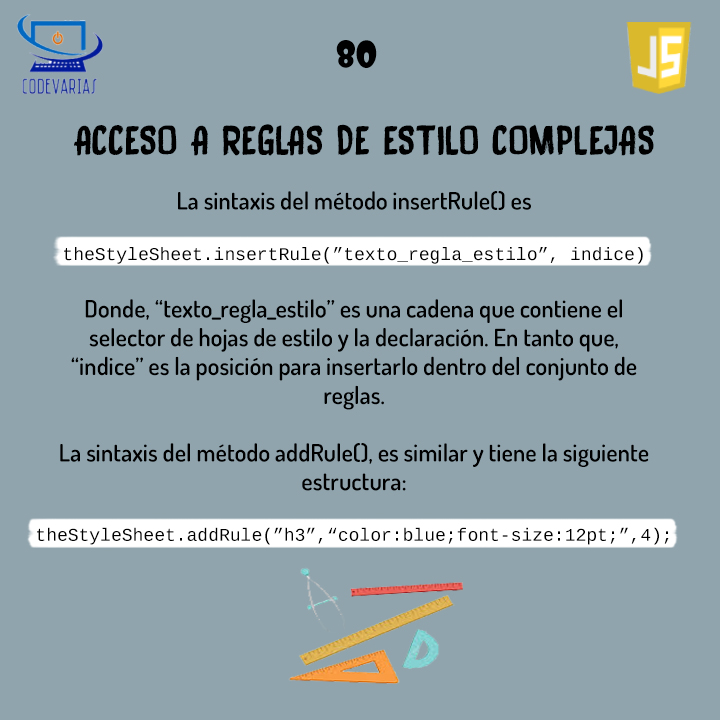 CODEVARIAS
80
JS
ACCESO A REGLAS DE ESTILO COMPLEJAS
La sintaxis del método insertRule() es
theStyleSheet.insertRule(”texto_regla_estilo”, indice)
Donde, “texto_regla_estilo” es una cadena que contiene el
selector de hojas de estilo y la declaración. En tanto que,
“indice” es la posición para insertarlo dentro del conjunto de
reglas.
La sintaxis del método addRule(), es similar y tiene la siguiente
estructura:
theStyleSheet.addRule(”h3”,“color:blue;font-size:12pt;”,4);